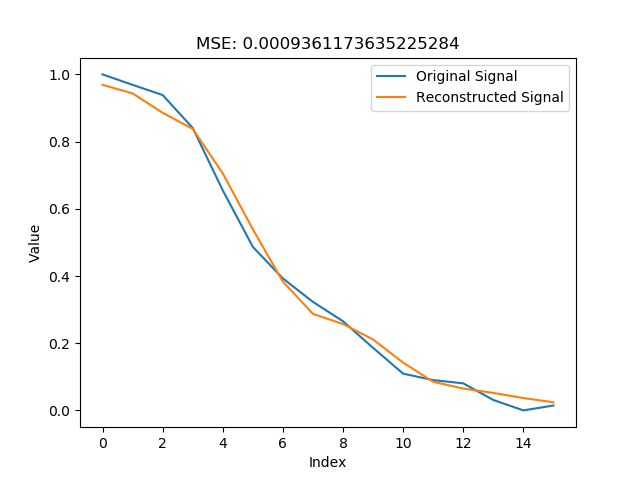 MSE: 0.0009361173635225284
Original Signal
Reconstructed Signal
1.0
0.8
0.6
0.4
0.2
0.0
Value
0 2 4 6 8 10 12 14
Index